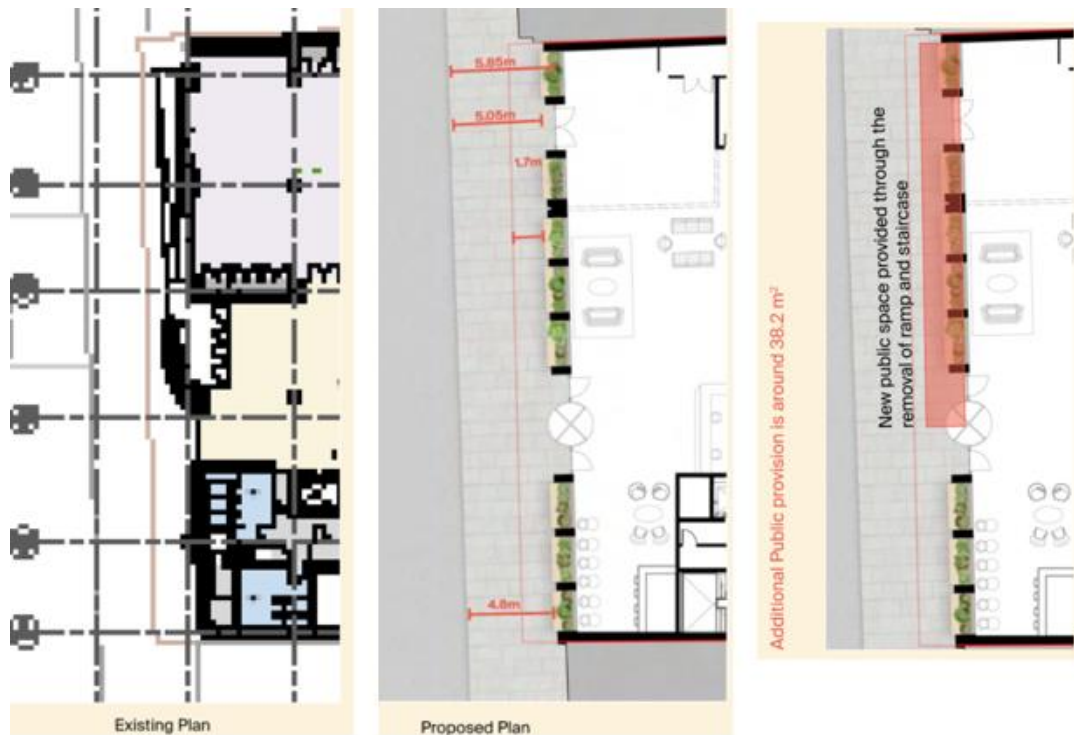 5.85m
5.05m
1.7m
4.8m
Additional Public provision is around 38.2 m²
New public space provided through the
removal of ramp and staircase
Existing Plan
Proposed Plan